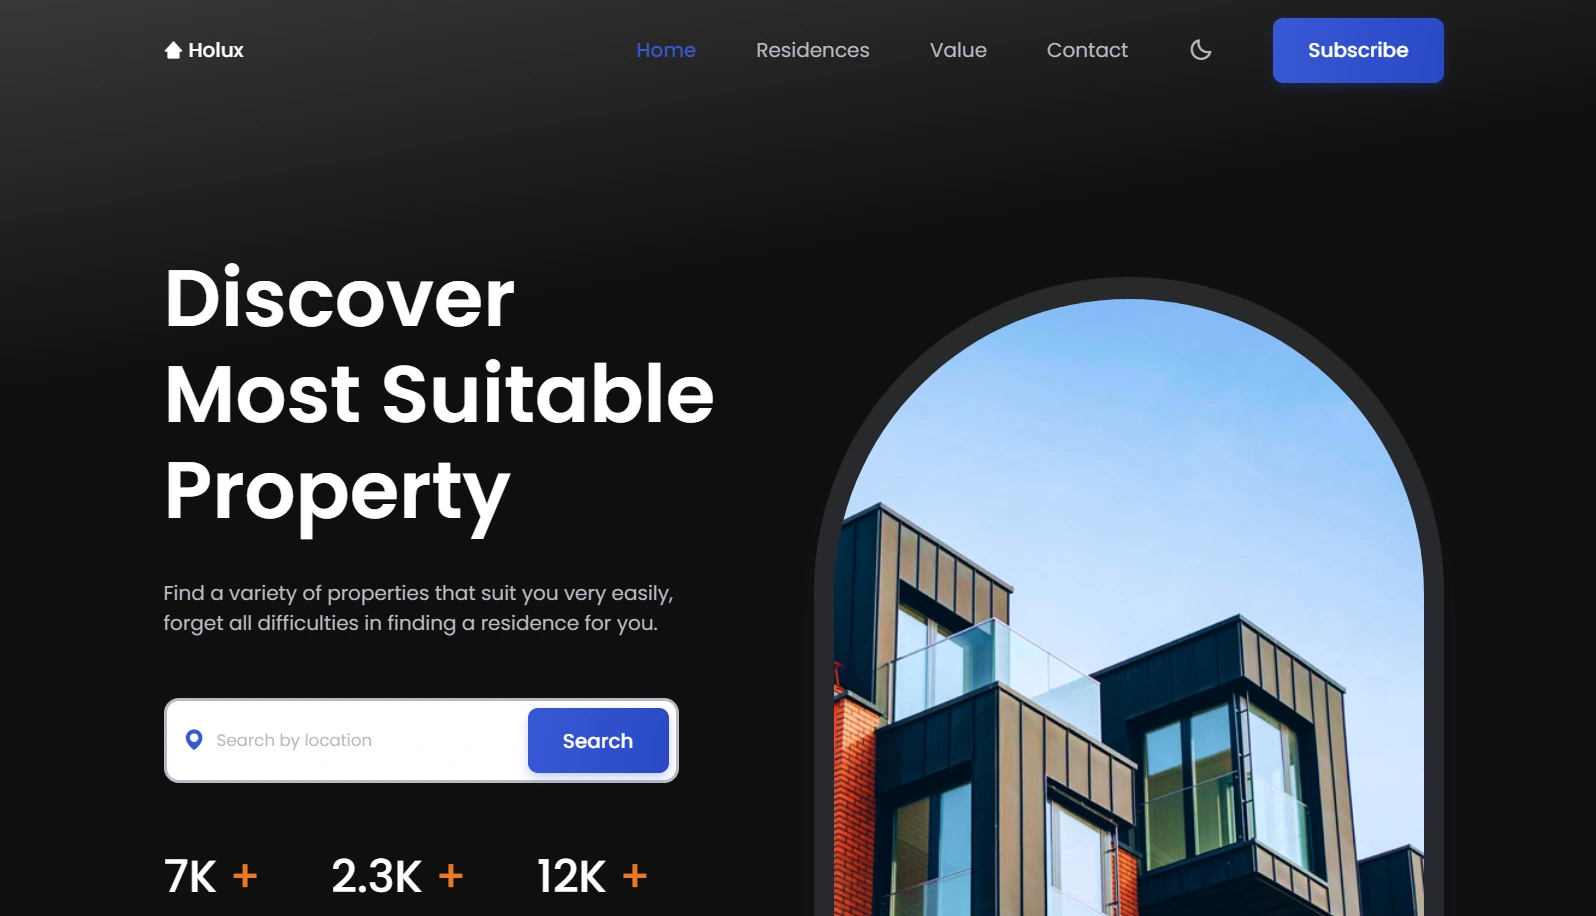 Holux
Home
Residences
Value
Contact
Subscribe
Discover
Most Suitable
Property
Find a variety of properties that suit you very easily,
forget all difficulties in finding a residence for you.
Search by location
Search
7K +
2.3K +
12K +